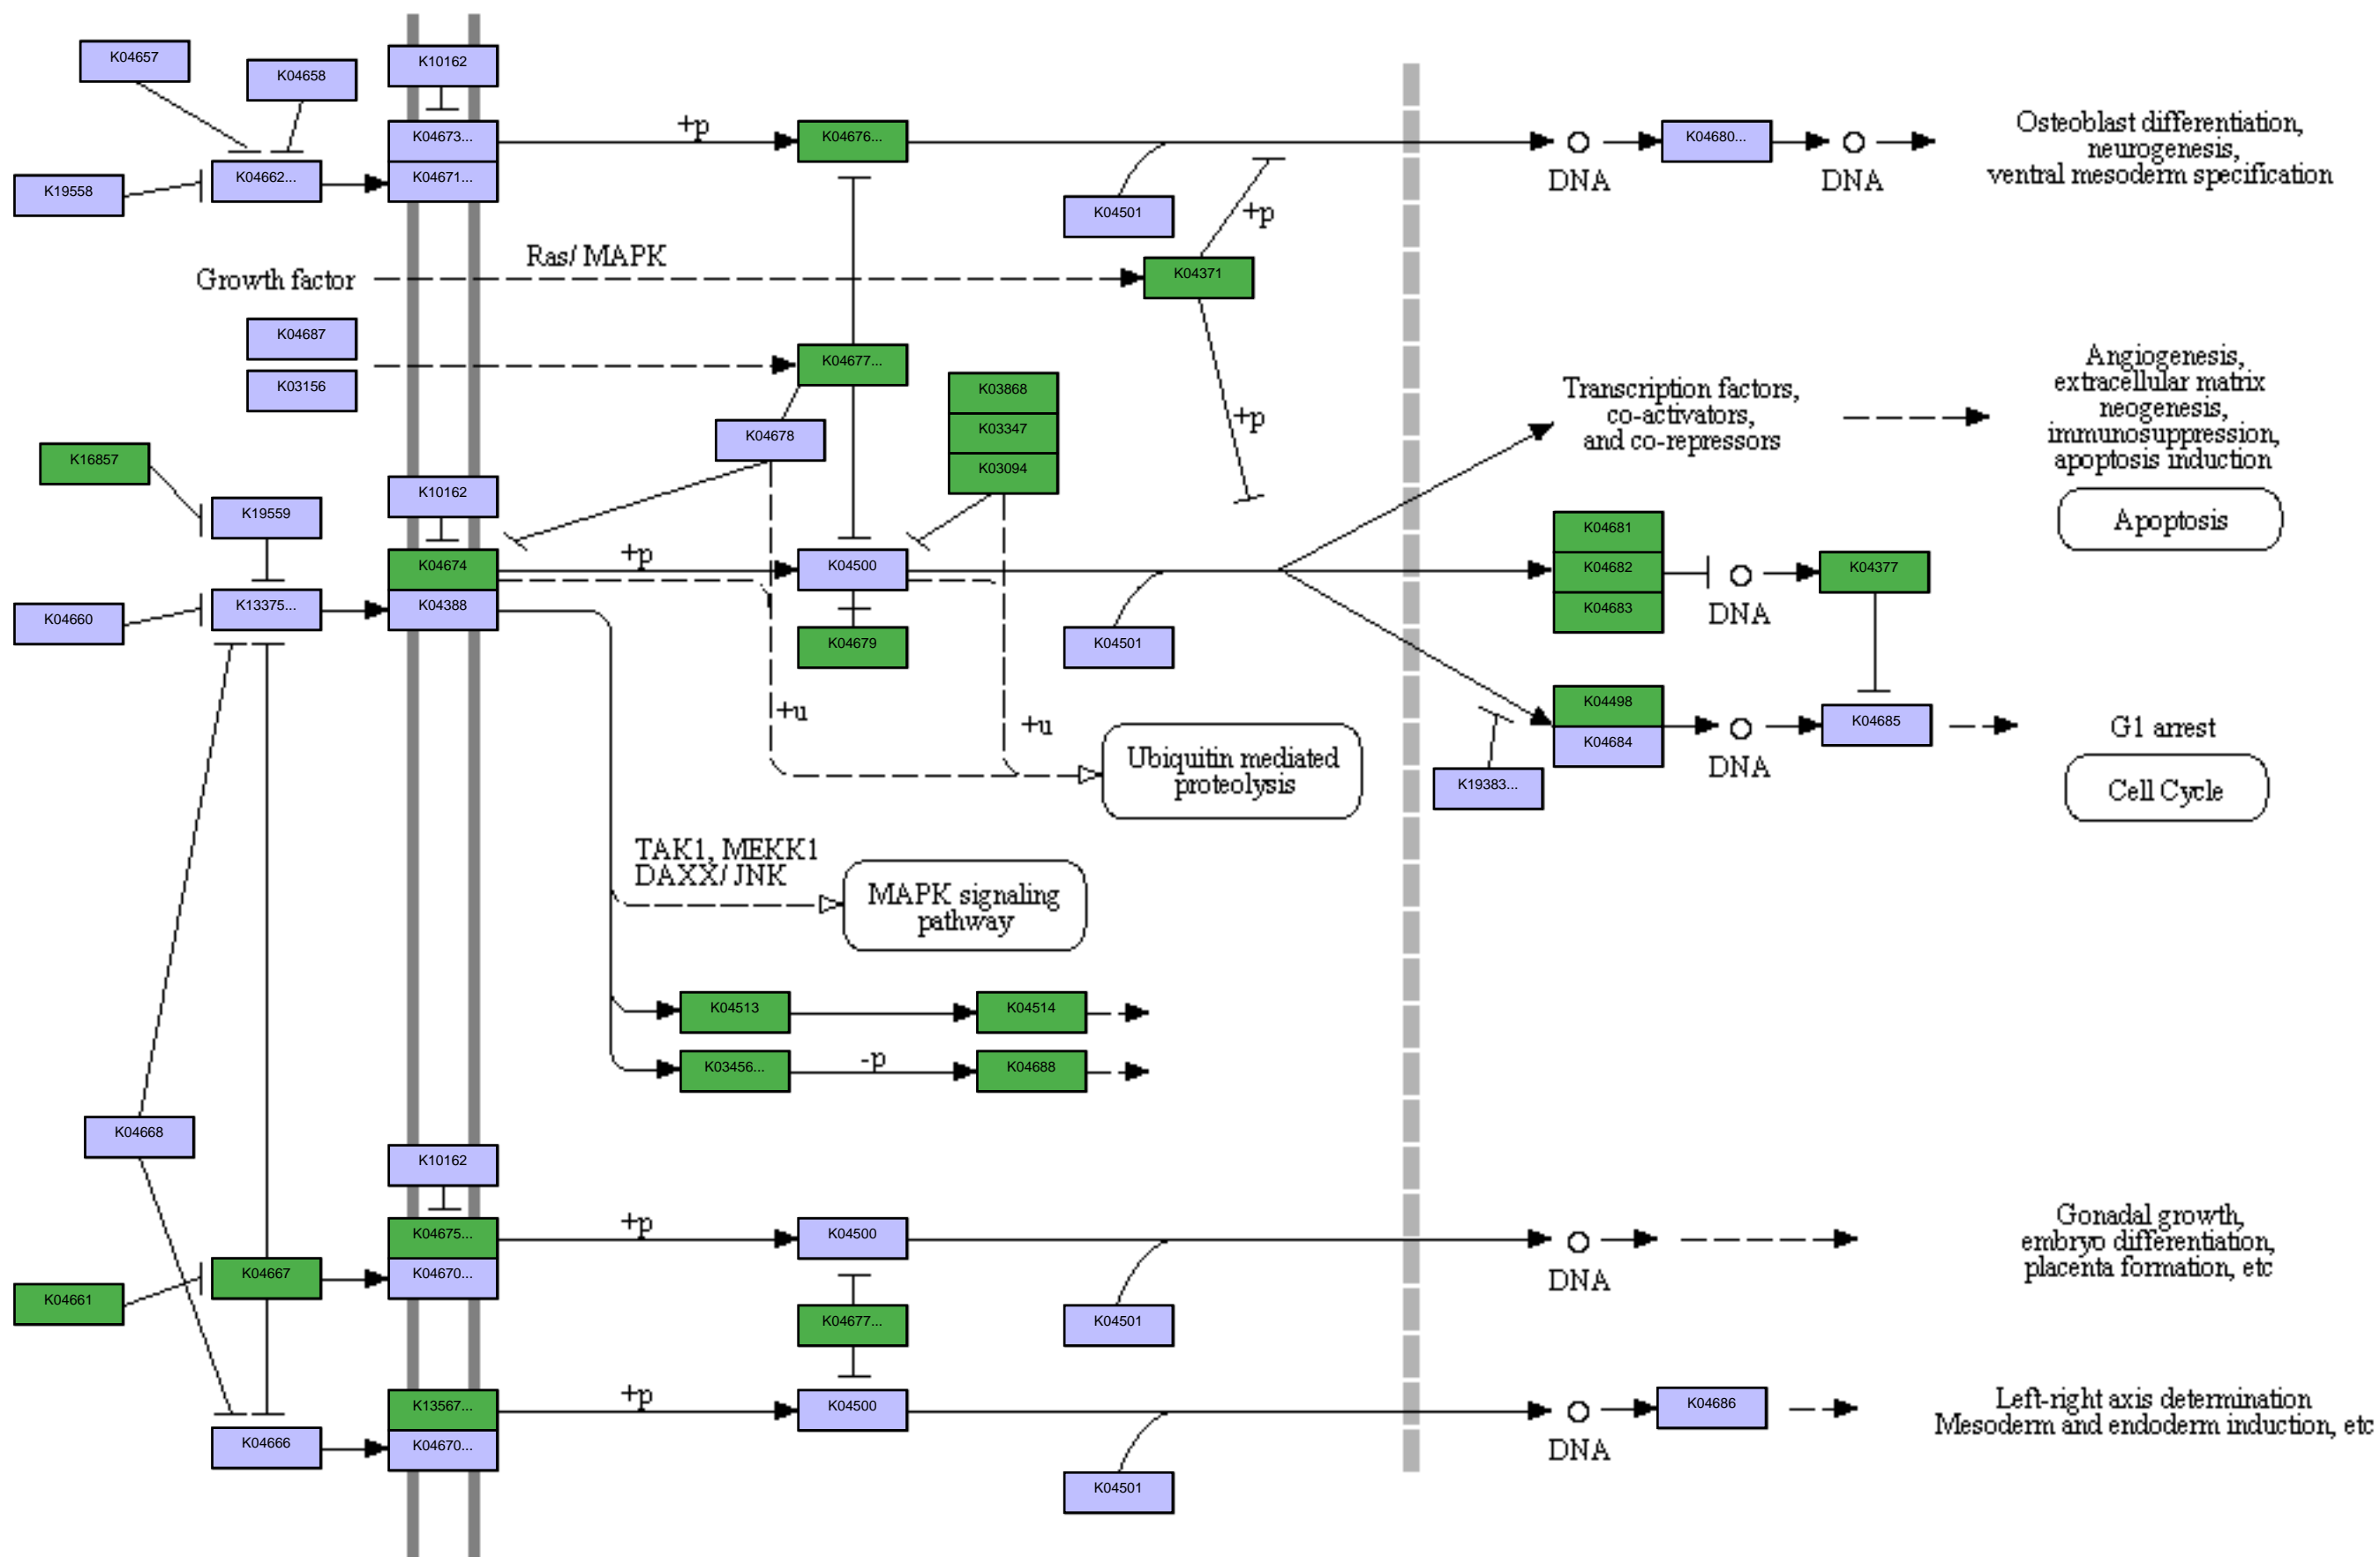 K04657
K04658
K10162
K04673...
K04671...
K04662...
K19558
+p
K04676...
K04501
+p
DNA
K04680...
DNA
Osteoblast differentiation,
neurogenesis,
ventral mesoderm specification
Growth factor
Ras/ MAPK
K04371
K04687
K03156
K04677...
K04678
K03868
K03347
K03094
+p
Transcription factors,
co-activators,
and co-repressors
Angiogenesis,
extracellular matrix
neogenesis,
immunosuppression,
apoptosis induction
Apoptosis
K16857
K19559
K10162
K04674
K04388
K13375...
K04660
+p
K04500
K04679
K04501
K04681
K04682
K04683
DNA
K04377
+u
+u
Ubiquitin mediated
proteolysis
K04498
K04684
K19383...
DNA
K04685
G1 arrest
Cell Cycle
TAK1, MEKK1
DAXX/ JNK
MAPK signaling
pathway
K04513
K04514
K03456...
-p
K04688
K04668
K10162
K04675...
K04670...
K04667
K04661
+p
K04500
K04677...
K04501
DNA
Gonadal growth,
embryo differentiation,
placenta formation, etc
K13567...
K04670...
K04666
+p
K04500
K04501
DNA
K04686
Left-right axis determination
Mesoderm and endoderm induction, etc